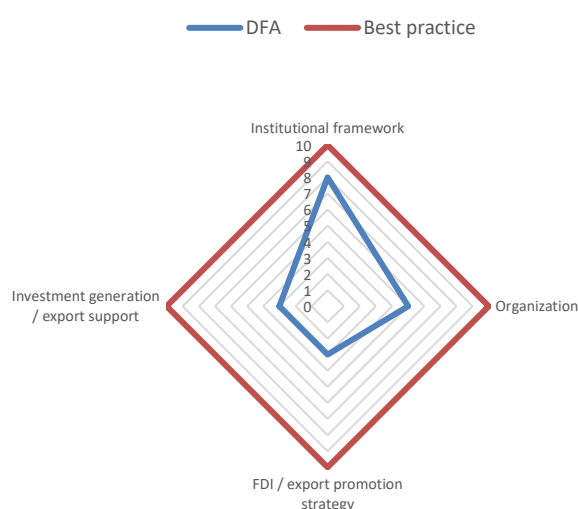 DFA Best practice
Institutional framework
10
9
8
7
6
5
4
3
2
1
0
Investment generation
/ export support
Organization
FDI / export promotion
strategy